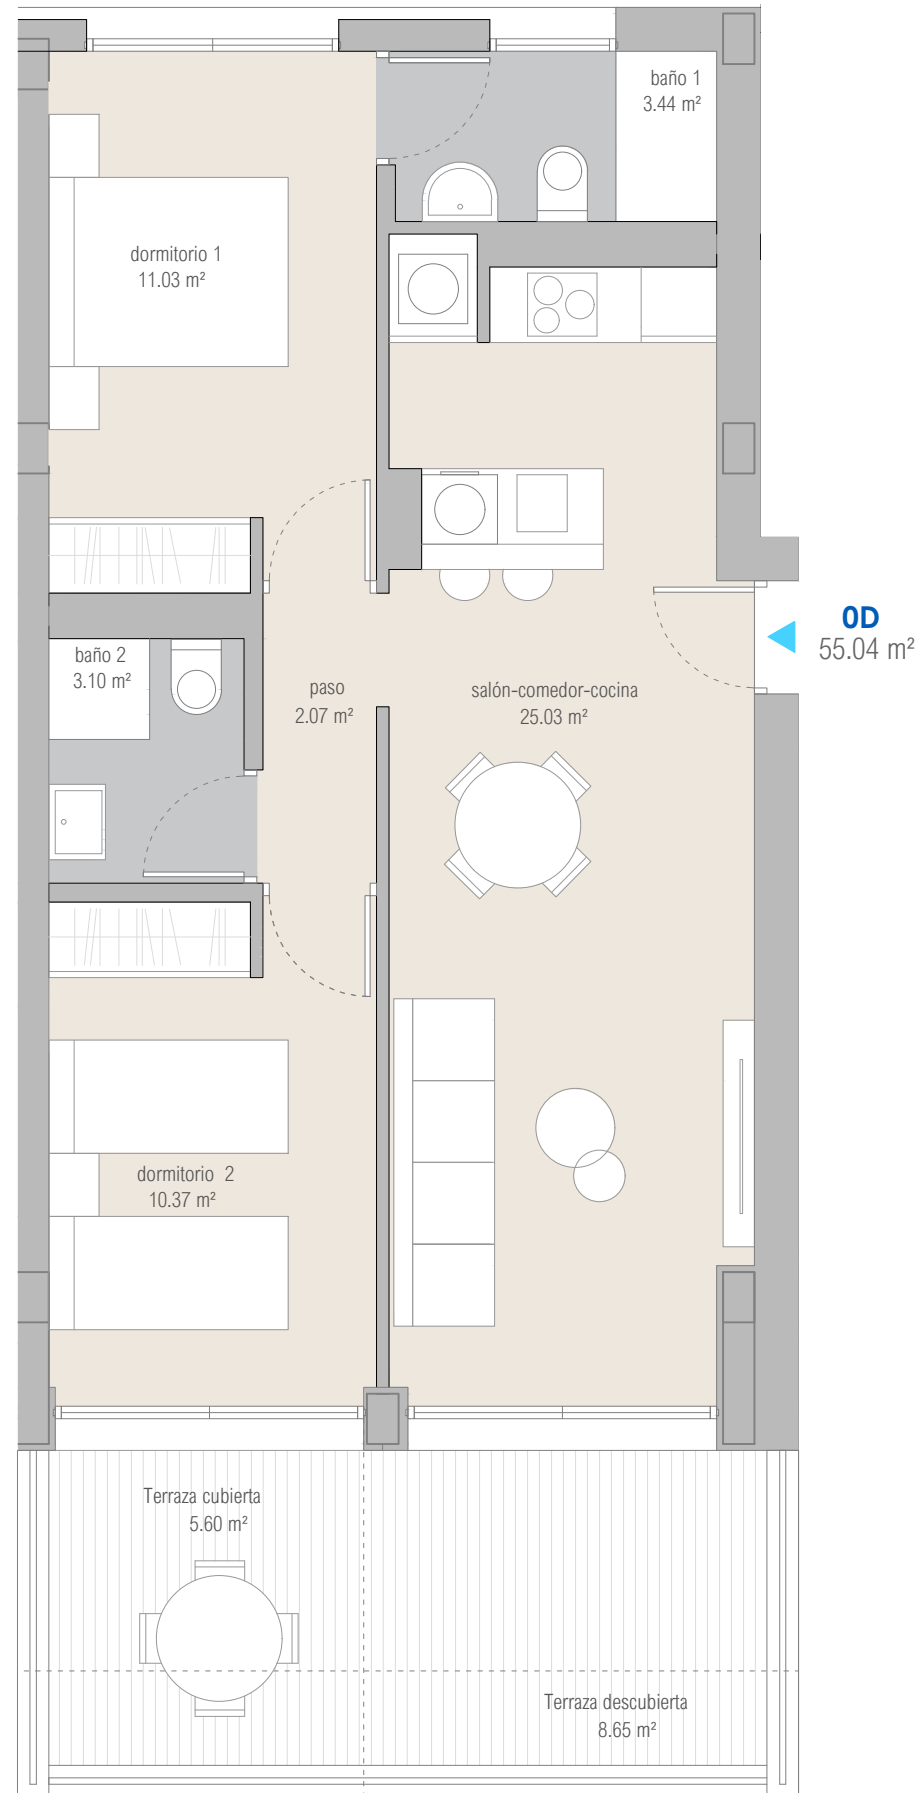 baño 1
3.44 m²
dormitorio 1
11.03 m²
0D
55.04 m²
baño 2
3.10 m²
paso
2.07 m²
salón-comedor-cocina
25.03 m²
dormitorio 2
10.37 m²
Terraza cubierta
5.60 m²
Terraza descubierta
8.65 m²